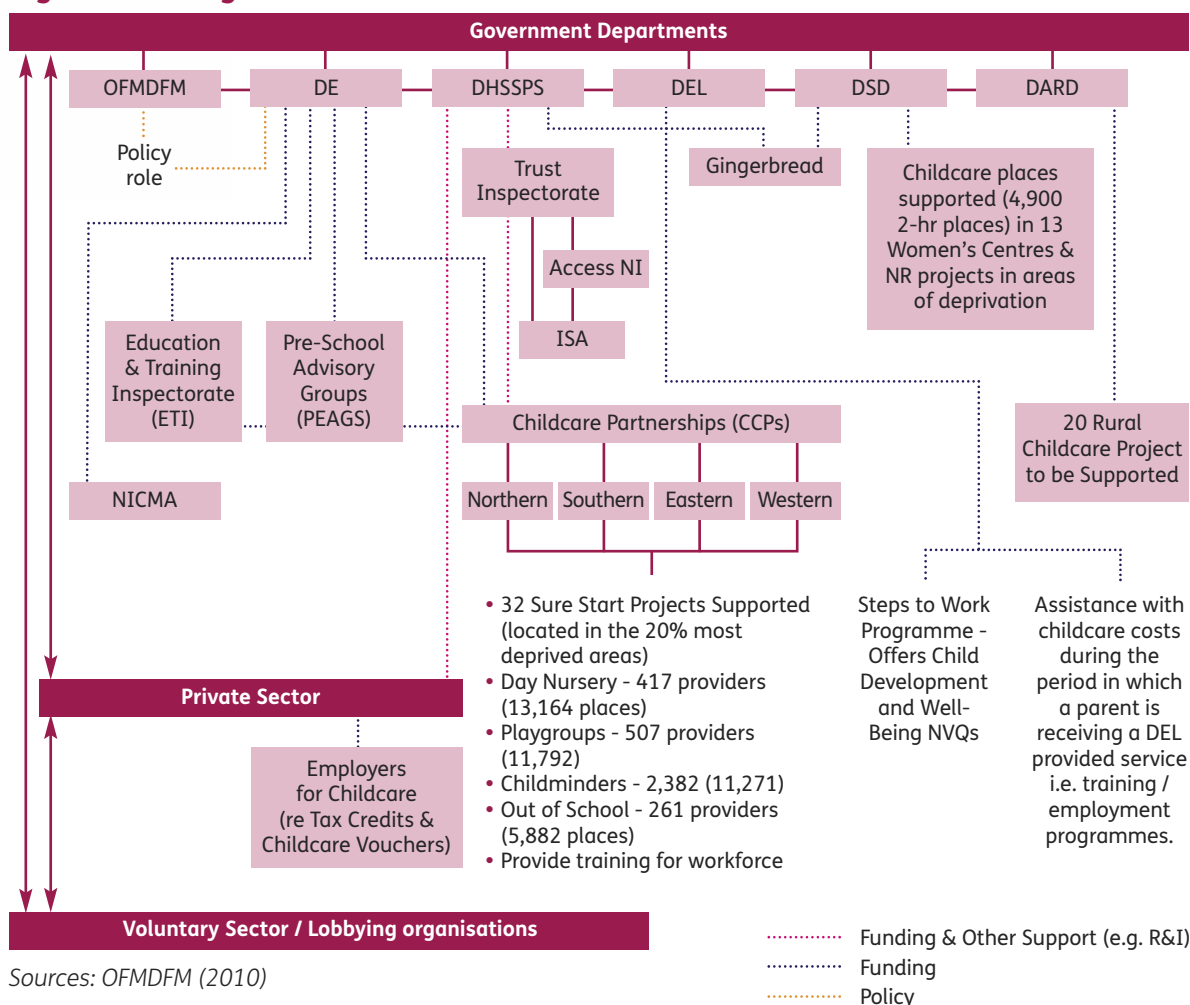 Government Departments
OFMDFM
DE
DHSSPS
DEL
DSD
DARD
Policy
role
Trust
Inspectorate
Gingerbread
Childcare places
supported (4,900
2-hr places) in 13
Women's Centres &
NR projects in areas
of deprivation
Access NI
ISA
Education
& Training
Inspectorate
(ETI)
Pre-School
Advisory
Groups
(PEAGS)
Childcare Partnerships (CCPs)
20 Rural
Childcare Project
to be Supported
NICMA
Northern
Southern
Eastern
Western
• 32 Sure Start Projects Supported
(located in the 20% most
deprived areas)
• Day Nursery - 417 providers
(13,164 places)
• Playgroups - 507 providers
(11,792)
• Childminders - 2,382 (11,271)
• Out of School - 261 providers
(5,882 places)
• Provide training for workforce
Steps to Work
Programme -
Offers Child
Development
and Well-
Being NVQs
Assistance with
childcare costs
during the
period in which
a parent is
receiving a DEL
provided service
i.e. training /
employment
programmes.
Private Sector
Employers
for Childcare
(re Tax Credits &
Childcare Vouchers)
Voluntary Sector / Lobbying organisations
Funding & Other Support (e.g. R&I)
Funding
Policy
Sources: OFMDFM (2010)